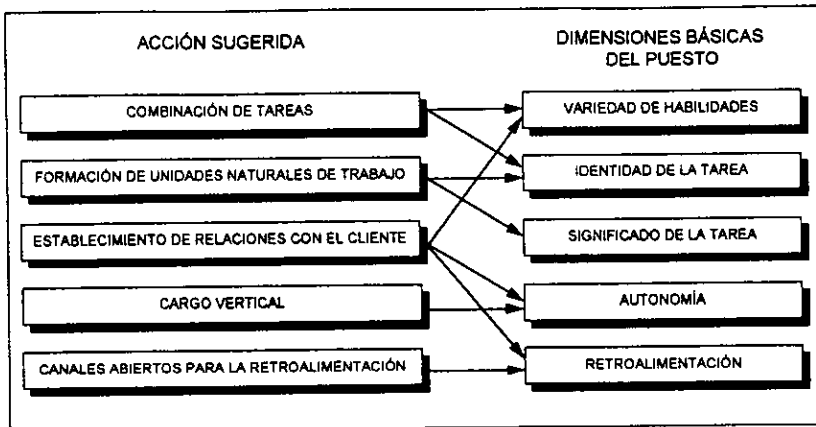 ACCIÓN SUGERIDA
DIMENSIONES BÁSICAS
DEL PUESTO
COMBINACIÓN DE TAREAS
VARIEDAD DE HABILIDADES
FORMACIÓN DE UNIDADES NATURALES DE TRABAJO
IDENTIDAD DE LA TAREA
ESTABLECIMIENTO DE RELACIONES CON EL CLIENTE
SIGNIFICADO DE LA TAREA
CARGO VERTICAL
AUTONOMÍA
CANALES ABIERTOS PARA LA RETROALIMENTACIÓN
RETROALIMENTACIÓN